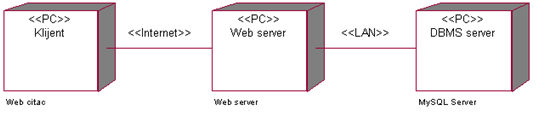 <<PC>>
Klijent
<<Internet>>
<<PC>>
Web server
<<LAN>>
<<PC>>
DBMS server
Web citac
Web server
MySQL Server